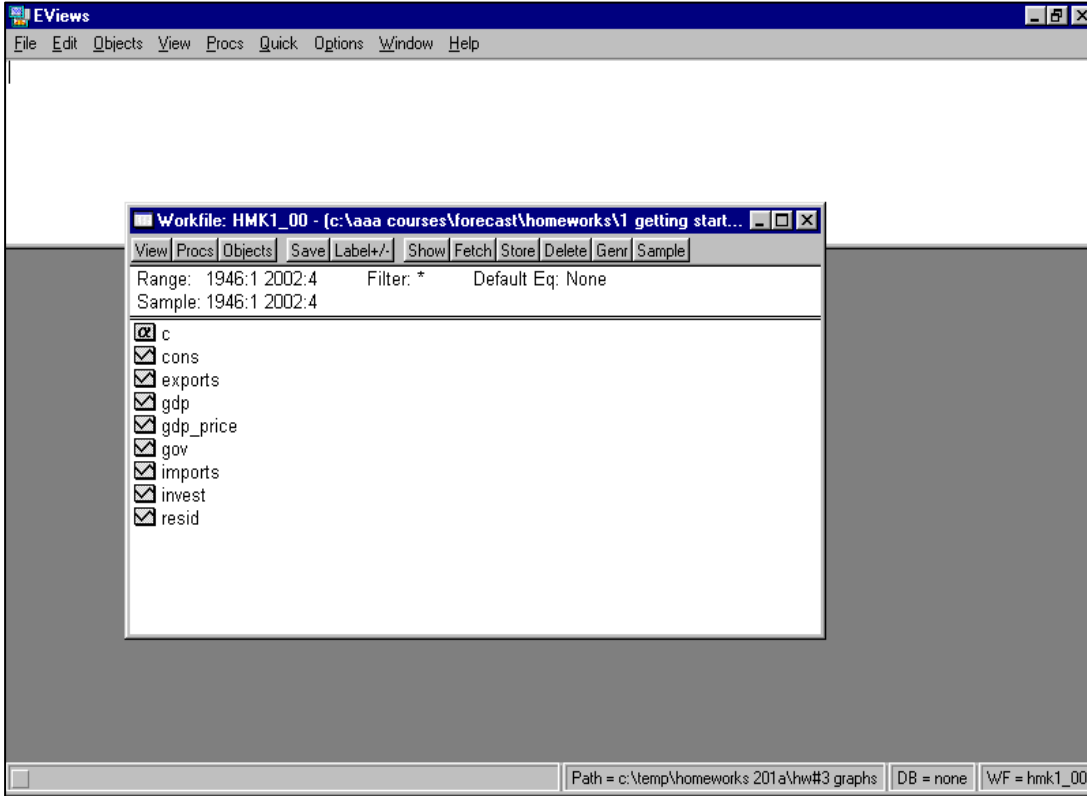 EViews
File Edit Objects View Procs Quick Options Window Help
Workfile: HMK1_00 - (c:\aaa courses\forecast\homeworks\1 getting start...
View Procs Objects Save Label+/- Show Fetch Store Delete Genr Sample
Range: 1946:1 2002:4 Filter: * Default Eq: None
Sample: 1946:1 2002:4
α c
cons
exports
gdp
gdp_price
gov
imports
invest
resid
Path = c:\temp\homeworks 201a\hw#3 graphs DB = none WF = hmk1_00